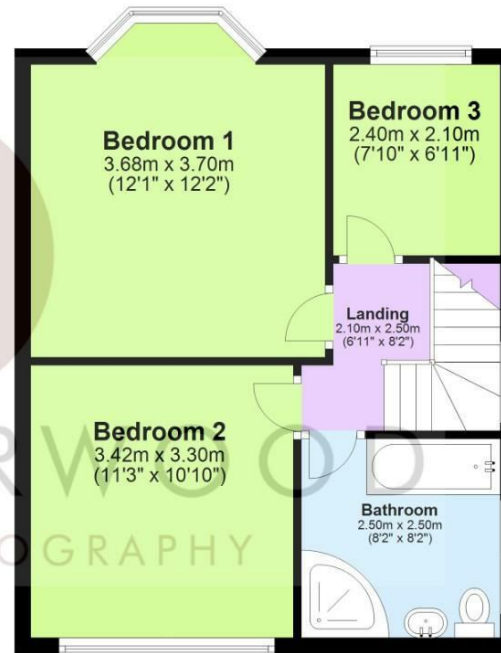 Bedroom 1
3.68m x 3.70m
(12'1" x 12'2")
Bedroom 3
2.40m x 2.10m
(7'10" x 6'11")
Landing
2.10m x 2.50m
(6'11" x 8'2")
Bedroom 2
3.42m x 3.30m
(11'3" x 10'10")
RWOOD
Bathroom
2.50m x 2.50m
(8'2" x 8'2")
OGRAPHY